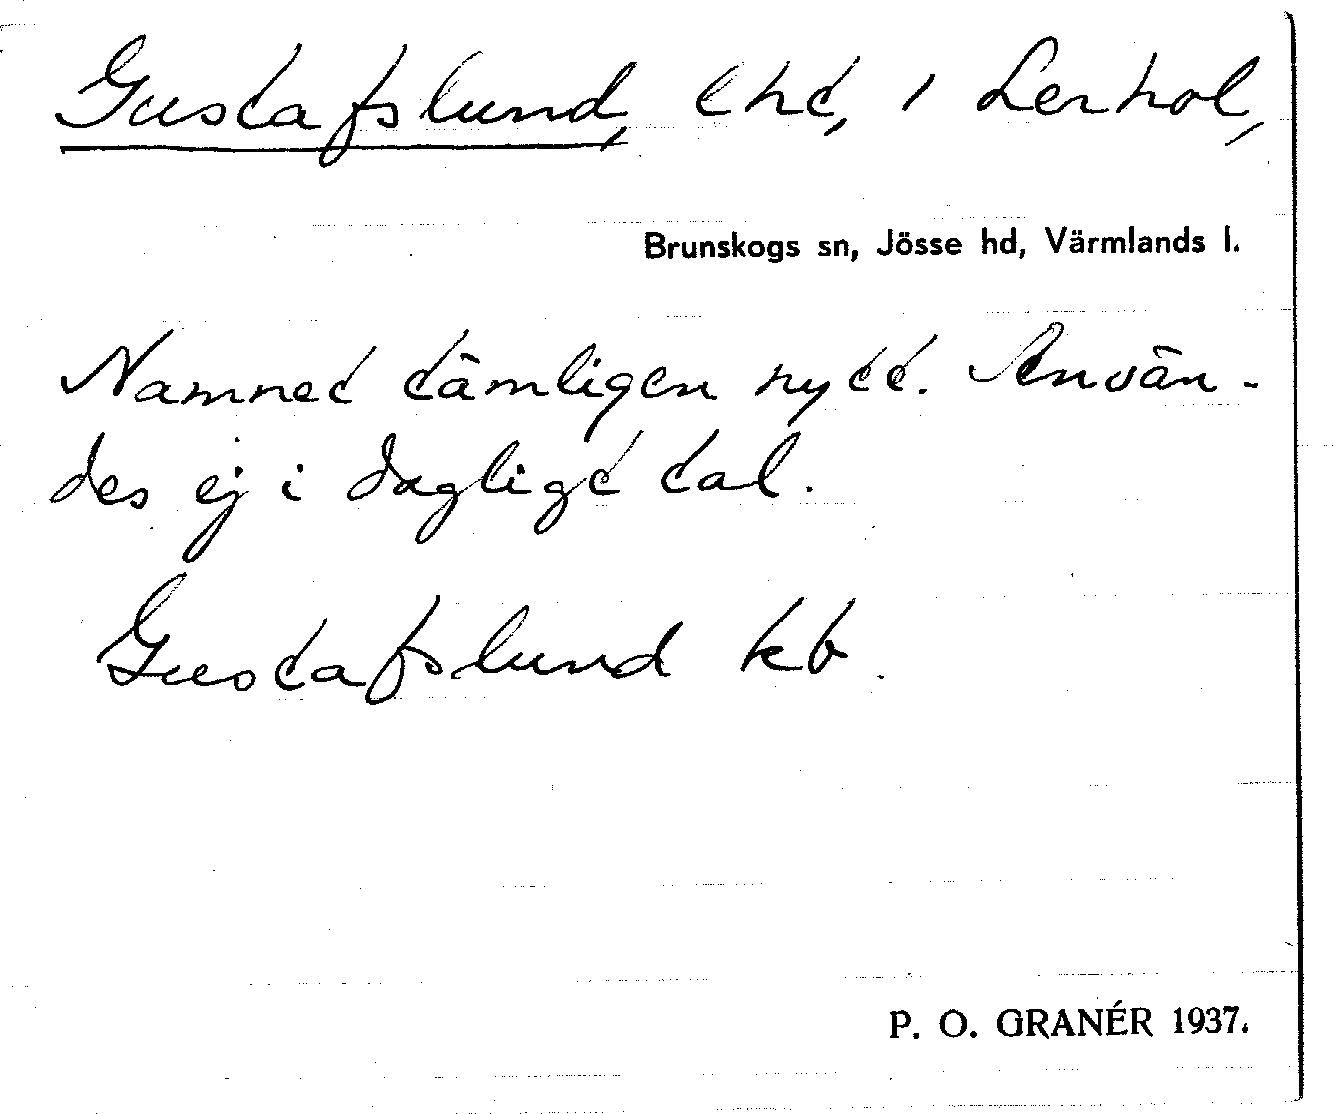 Gustafslund, lht, i Lerhol,
Brunskogs sn, Jösse hd, Värmlands l.
Namnet tämligen nytt. Använ-
des ej i dagligt tal.
Gustafslund kb.
P. O. GRANÉR 1937.